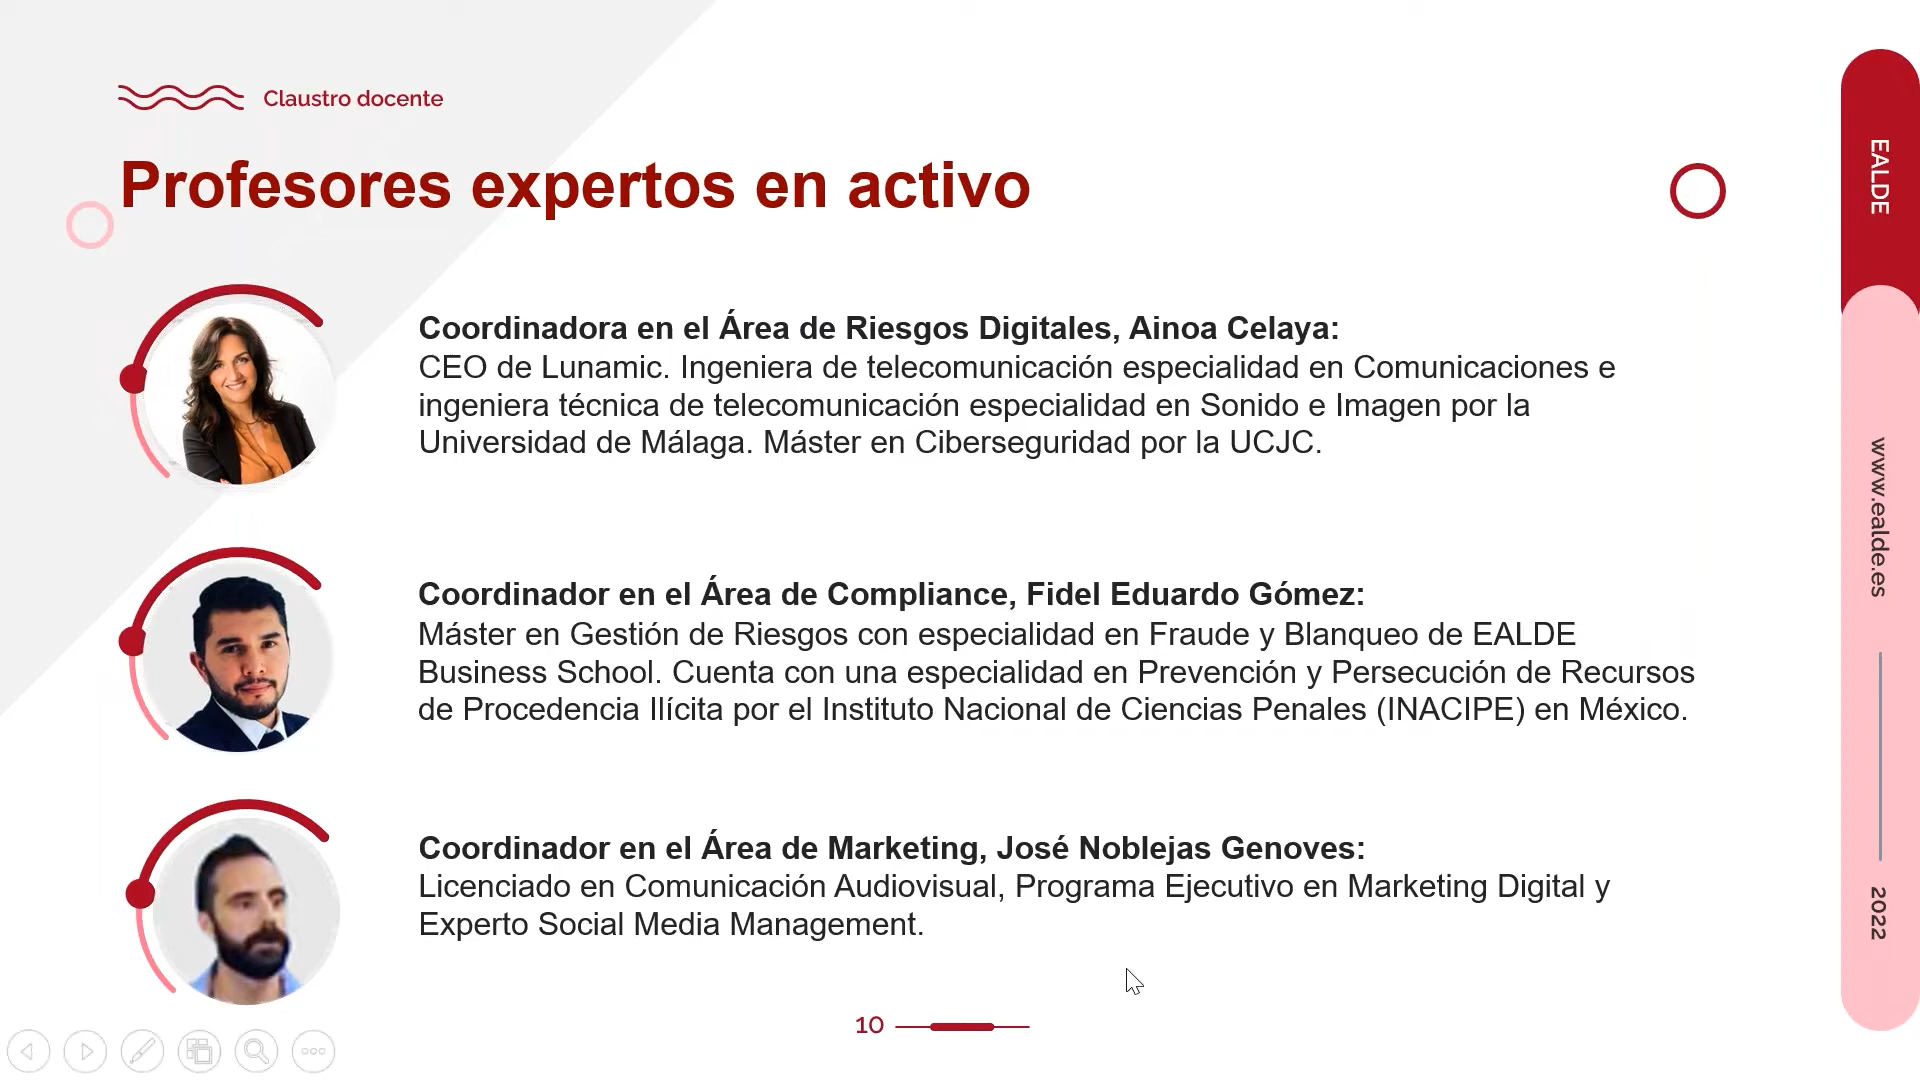 Claustro docente
Profesores expertos en activo
Coordinadora en el Área de Riesgos Digitales, Ainoa Celaya:
CEO de Lunamic. Ingeniera de telecomunicación especialidad en Comunicaciones e
ingeniera técnica de telecomunicación especialidad en Sonido e Imagen por la
Universidad de Málaga. Máster en Ciberseguridad por la UCJC.
Coordinador en el Área de Compliance, Fidel Eduardo Gómez:
Máster en Gestión de Riesgos con especialidad en Fraude y Blanqueo de EALDE
Business School. Cuenta con una especialidad en Prevención y Persecución de Recursos
de Procedencia Ilícita por el Instituto Nacional de Ciencias Penales (INACIPE) en México.
Coordinador en el Área de Marketing, José Noblejas Genoves:
Licenciado en Comunicación Audiovisual, Programa Ejecutivo en Marketing Digital y
Experto Social Media Management.
10
EALDE
www.ealde.es
2022